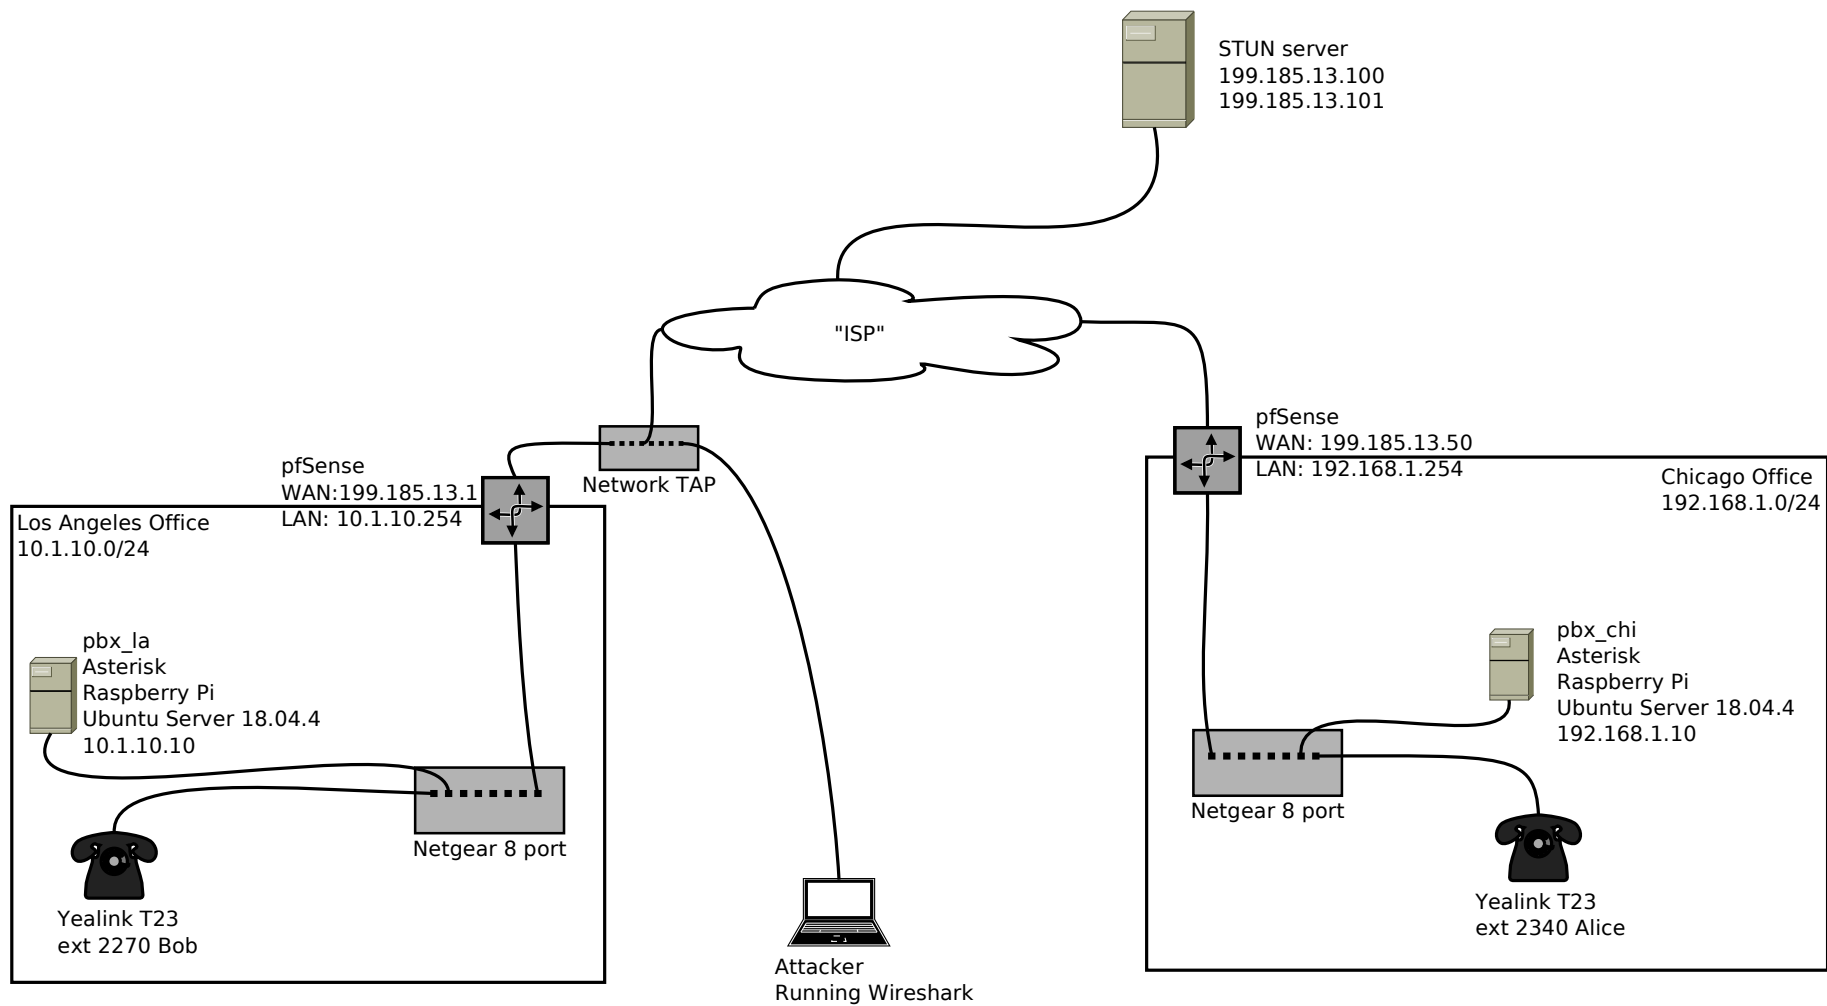 STUN server
199.185.13.100
199.185.13.101
"ISP"
pfSense
WAN:199.185.13.1
LAN: 10.1.10.254
Network TAP
pfSense
WAN: 199.185.13.50
LAN: 192.168.1.254
Los Angeles Office
10.1.10.0/24
Chicago Office
192.168.1.0/24
pbx_la
Asterisk
Raspberry Pi
Ubuntu Server 18.04.4
10.1.10.10
Netgear 8 port
Yealink T23
ext 2270 Bob
Attacker
Running Wireshark
pbx_chi
Asterisk
Raspberry Pi
Ubuntu Server 18.04.4
192.168.1.10
Netgear 8 port
Yealink T23
ext 2340 Alice